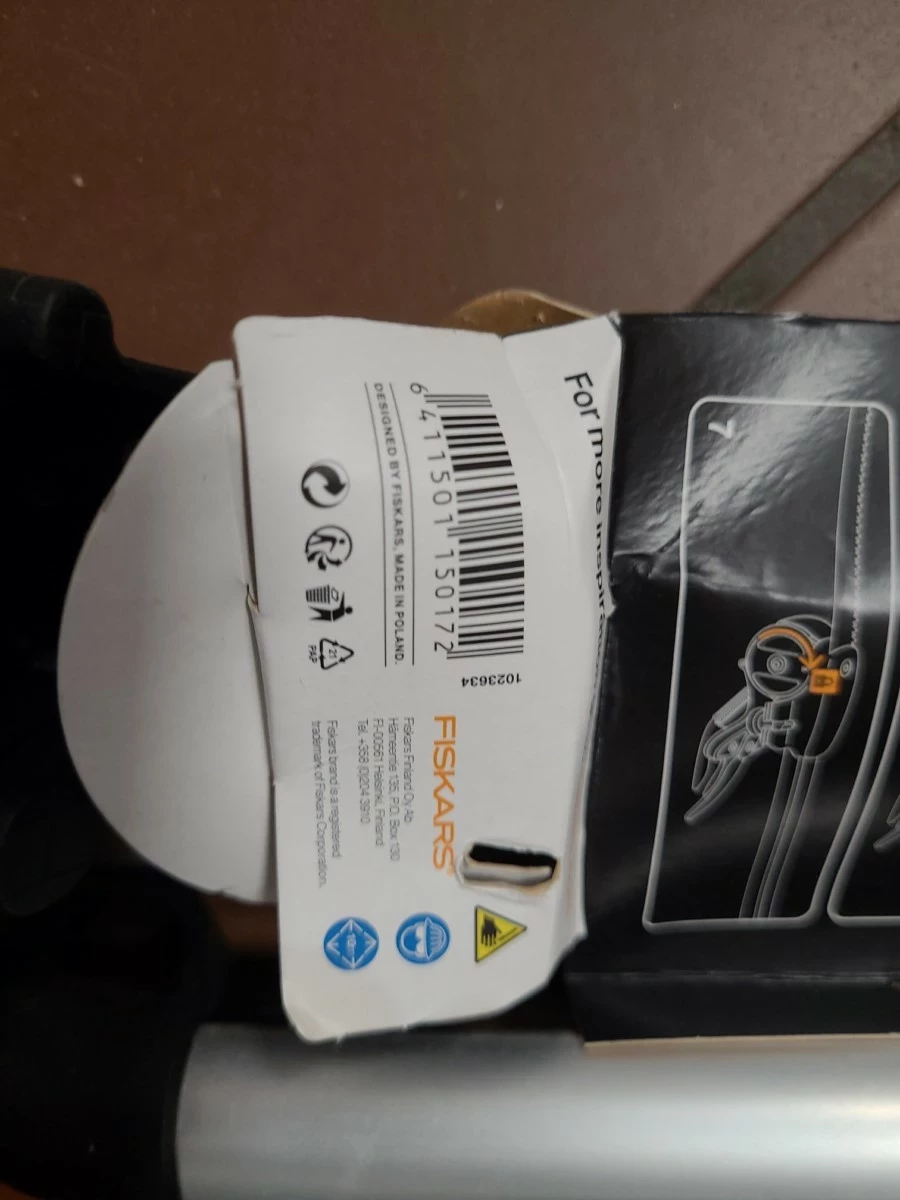 For more inspir
7
6 411501 150172
1023634
DESIGNED BY FISKARS, MADE IN POLAND.
21
PAP
FISKARS®
Fiskars Finland Oy Ab
Hämeentie 135, P.O. Box 130
FI-00561 Helsinki, Finland
Tel. +358 (0)204 3910
Fiskars brand is a registered
trademark of Fiskars Corporation.